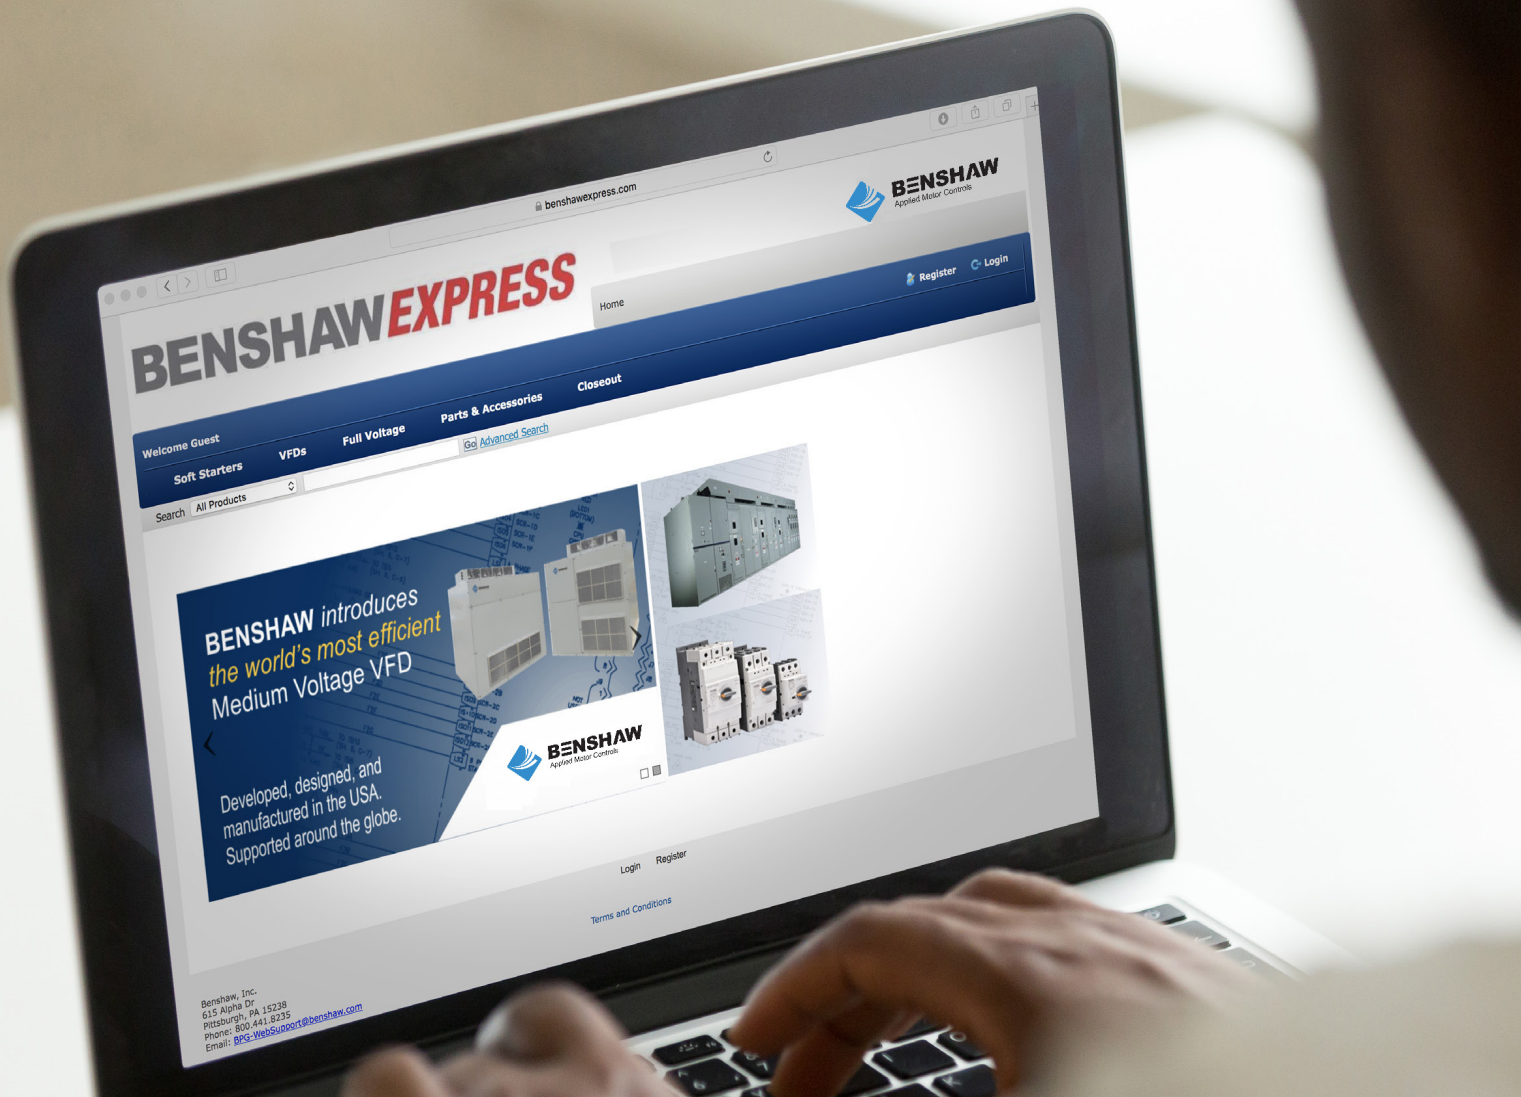 benshawexpress.com
BENSHAW
Applied Motor Controls
BENSHAWEXPRESS
Home
Register Login
Welcome Guest
Soft Starters VFDs Full Voltage Parts & Accessories Closeout
Search All Products Go Advanced Search
BENSHAW introduces
the world's most efficient
Medium Voltage VFD
Developed, designed, and
manufactured in the USA.
Supported around the globe.
BENSHAW
Applied Motor Controls
Login Register
Terms and Conditions
Benshaw, Inc.
615 Alpha Dr
Pittsburgh, PA 15238
Phone: 800.441.8235
Email: BPG-WebSupport@benshaw.com